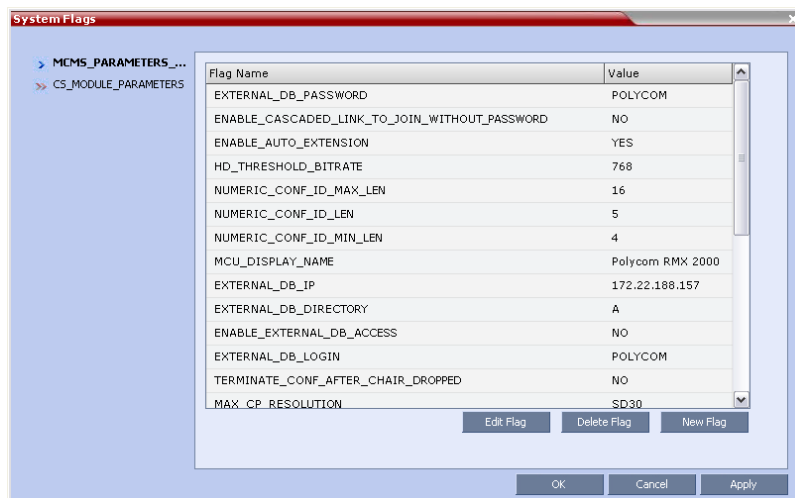 System Flags
MCMS_PARAMETERS_...
CS_MODULE_PARAMETERS
Flag Name Value
EXTERNAL_DB_PASSWORD POLYCOM
ENABLE_CASCADED_LINK_TO_JOIN_WITHOUT_PASSWORD NO
ENABLE_AUTO_EXTENSION YES
HD_THRESHOLD_BITRATE 768
NUMERIC_CONF_ID_MAX_LEN 16
NUMERIC_CONF_ID_LEN 5
NUMERIC_CONF_ID_MIN_LEN 4
MCU_DISPLAY_NAME Polycom RMX 2000
EXTERNAL_DB_IP 172.22.188.157
EXTERNAL_DB_DIRECTORY A
ENABLE_EXTERNAL_DB_ACCESS NO
EXTERNAL_DB_LOGIN POLYCOM
TERMINATE_CONF_AFTER_CHAIR_DROPPED NO
MAX_CP_RESOLUTION SD30
Edit Flag Delete Flag New Flag
OK Cancel Apply